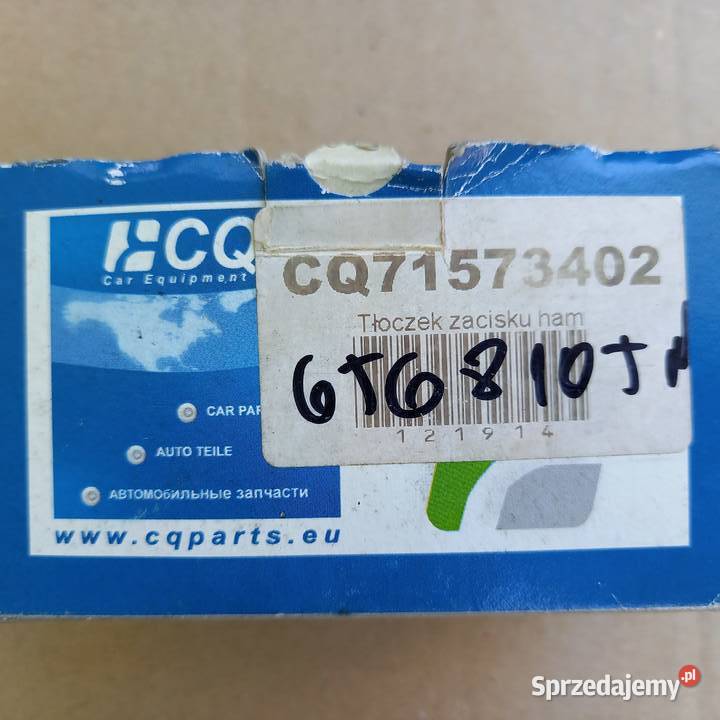 CQ
Car Equipment
CQ71573402
Tłoczek zacisku ham
121914
CAR PAR
AUTO TEILE
АВТОМОБИЛЬНЫЕ запчасти
www.cqparts.eu
Sprzedajemy.pl